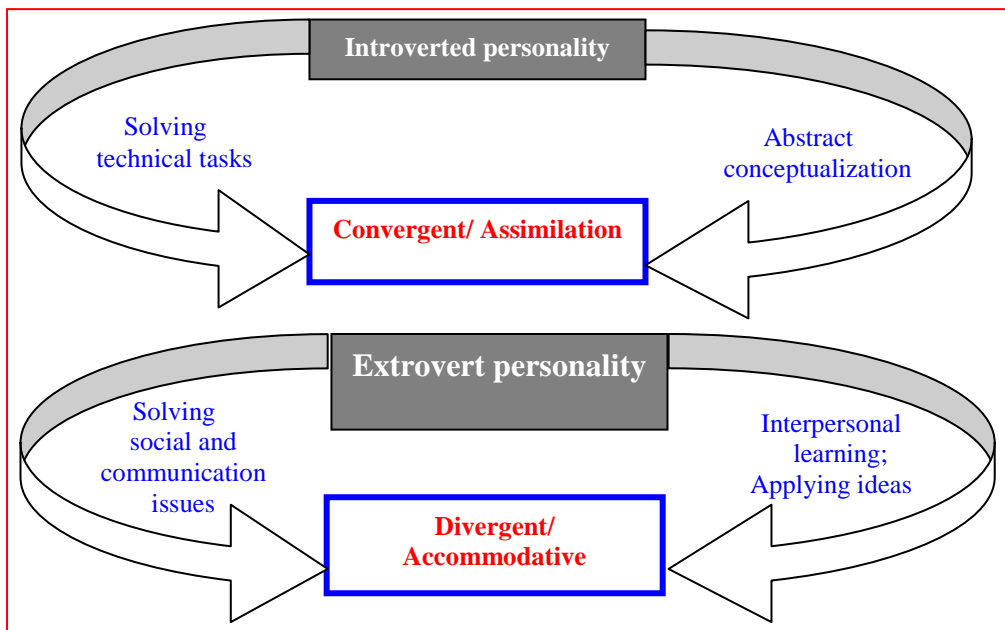 Introverted personality
Solving
technical tasks
Abstract
conceptualization
Convergent/ Assimilation
Extrovert personality
Solving
social and
communication
issues
Interpersonal
learning;
Applying ideas
Divergent/
Accommodative